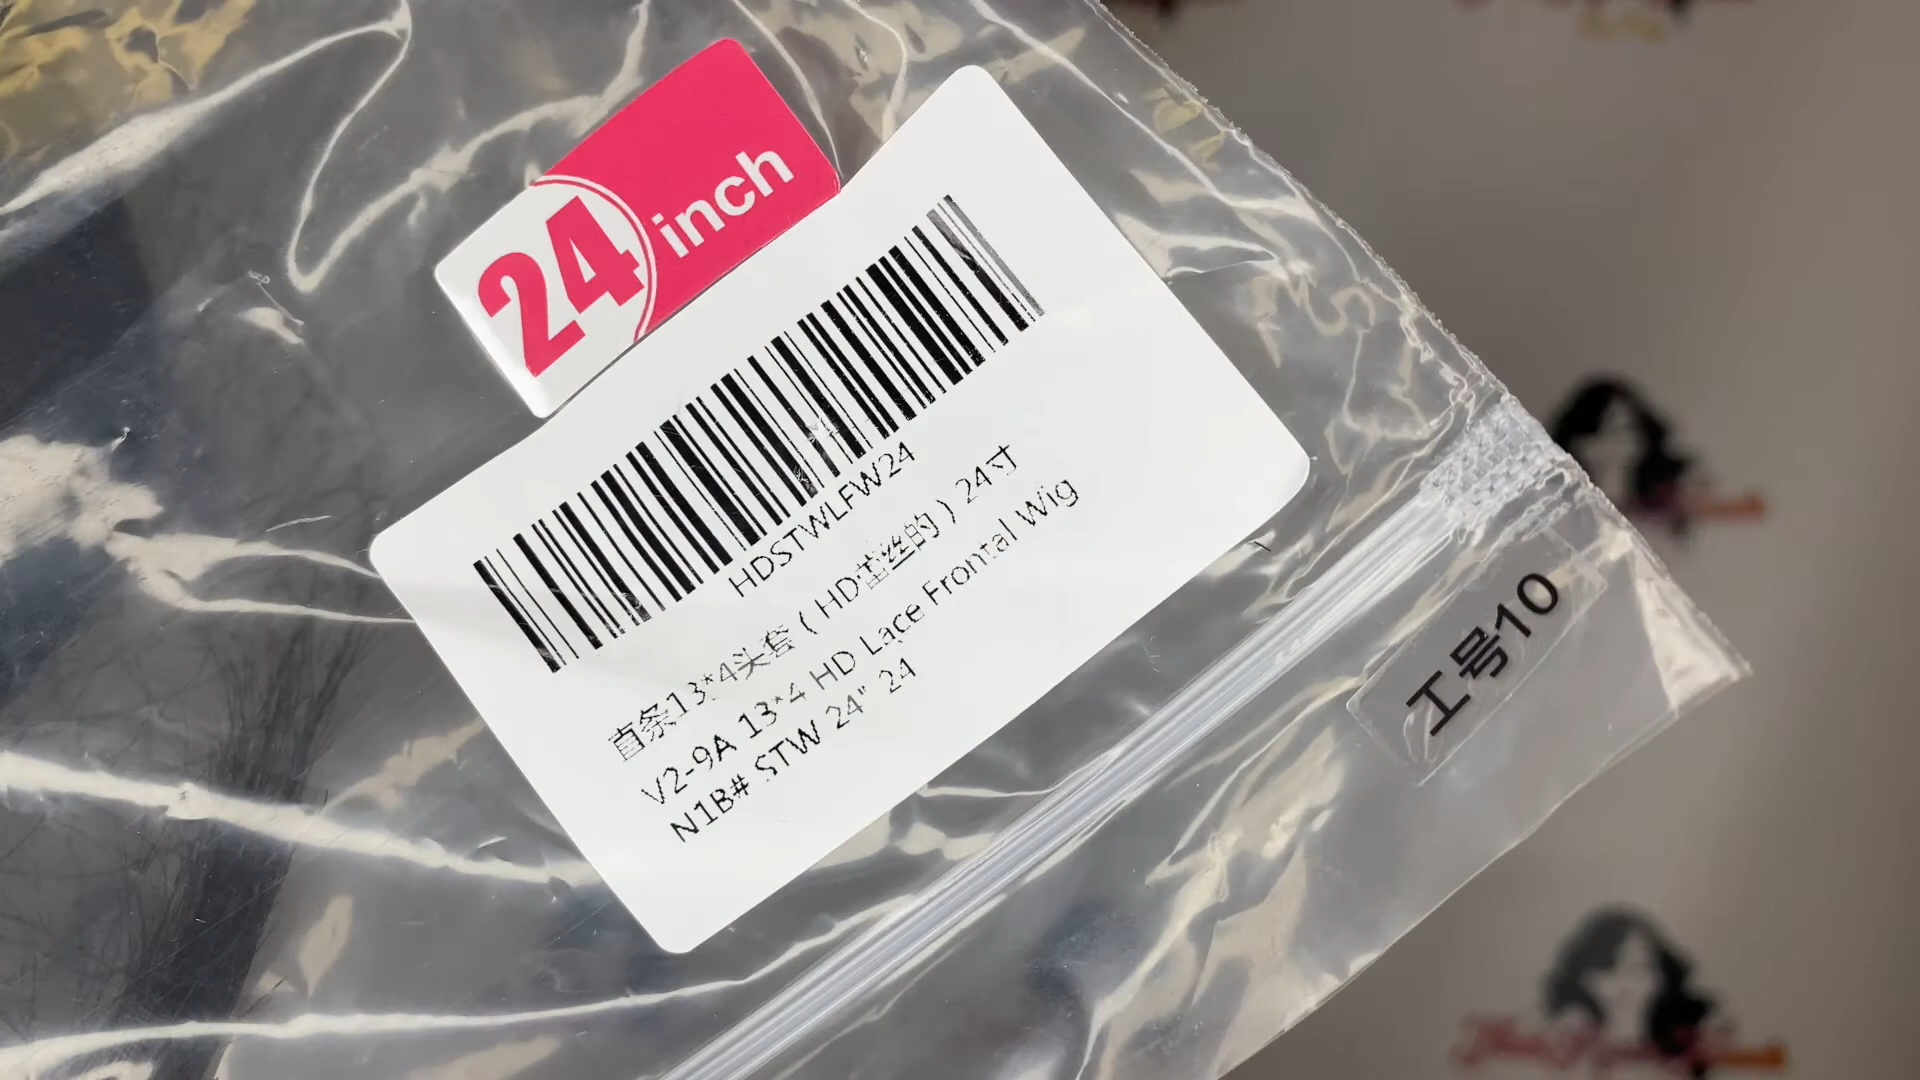 24 inch
HDSTWLFW24
直条13*4头套（HD蕾丝的）24寸
V2-9A 13*4 HD Lace Frontal Wig
N1B# STW 24" 24
工号10